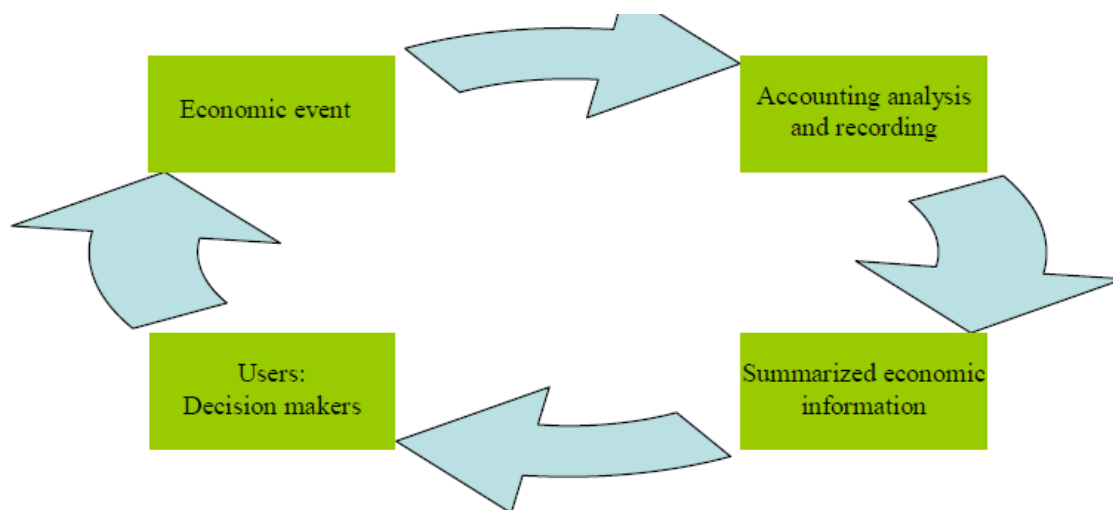 Economic event
Accounting analysis
and recording
Users:
Decision makers
Summarized economic
information